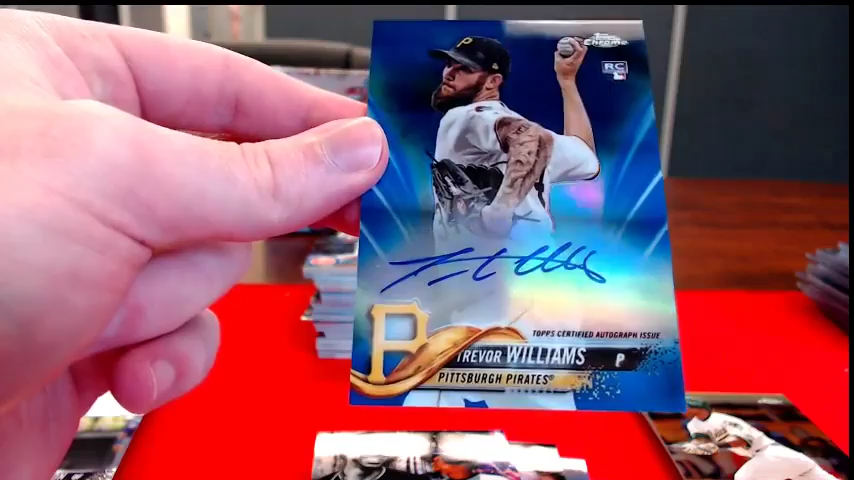 Topps
Chrome
P
RC
TOPPS CERTIFIED AUTOGRAPH ISSUE
P
TREVOR WILLIAMS P
PITTSBURGH PIRATES®